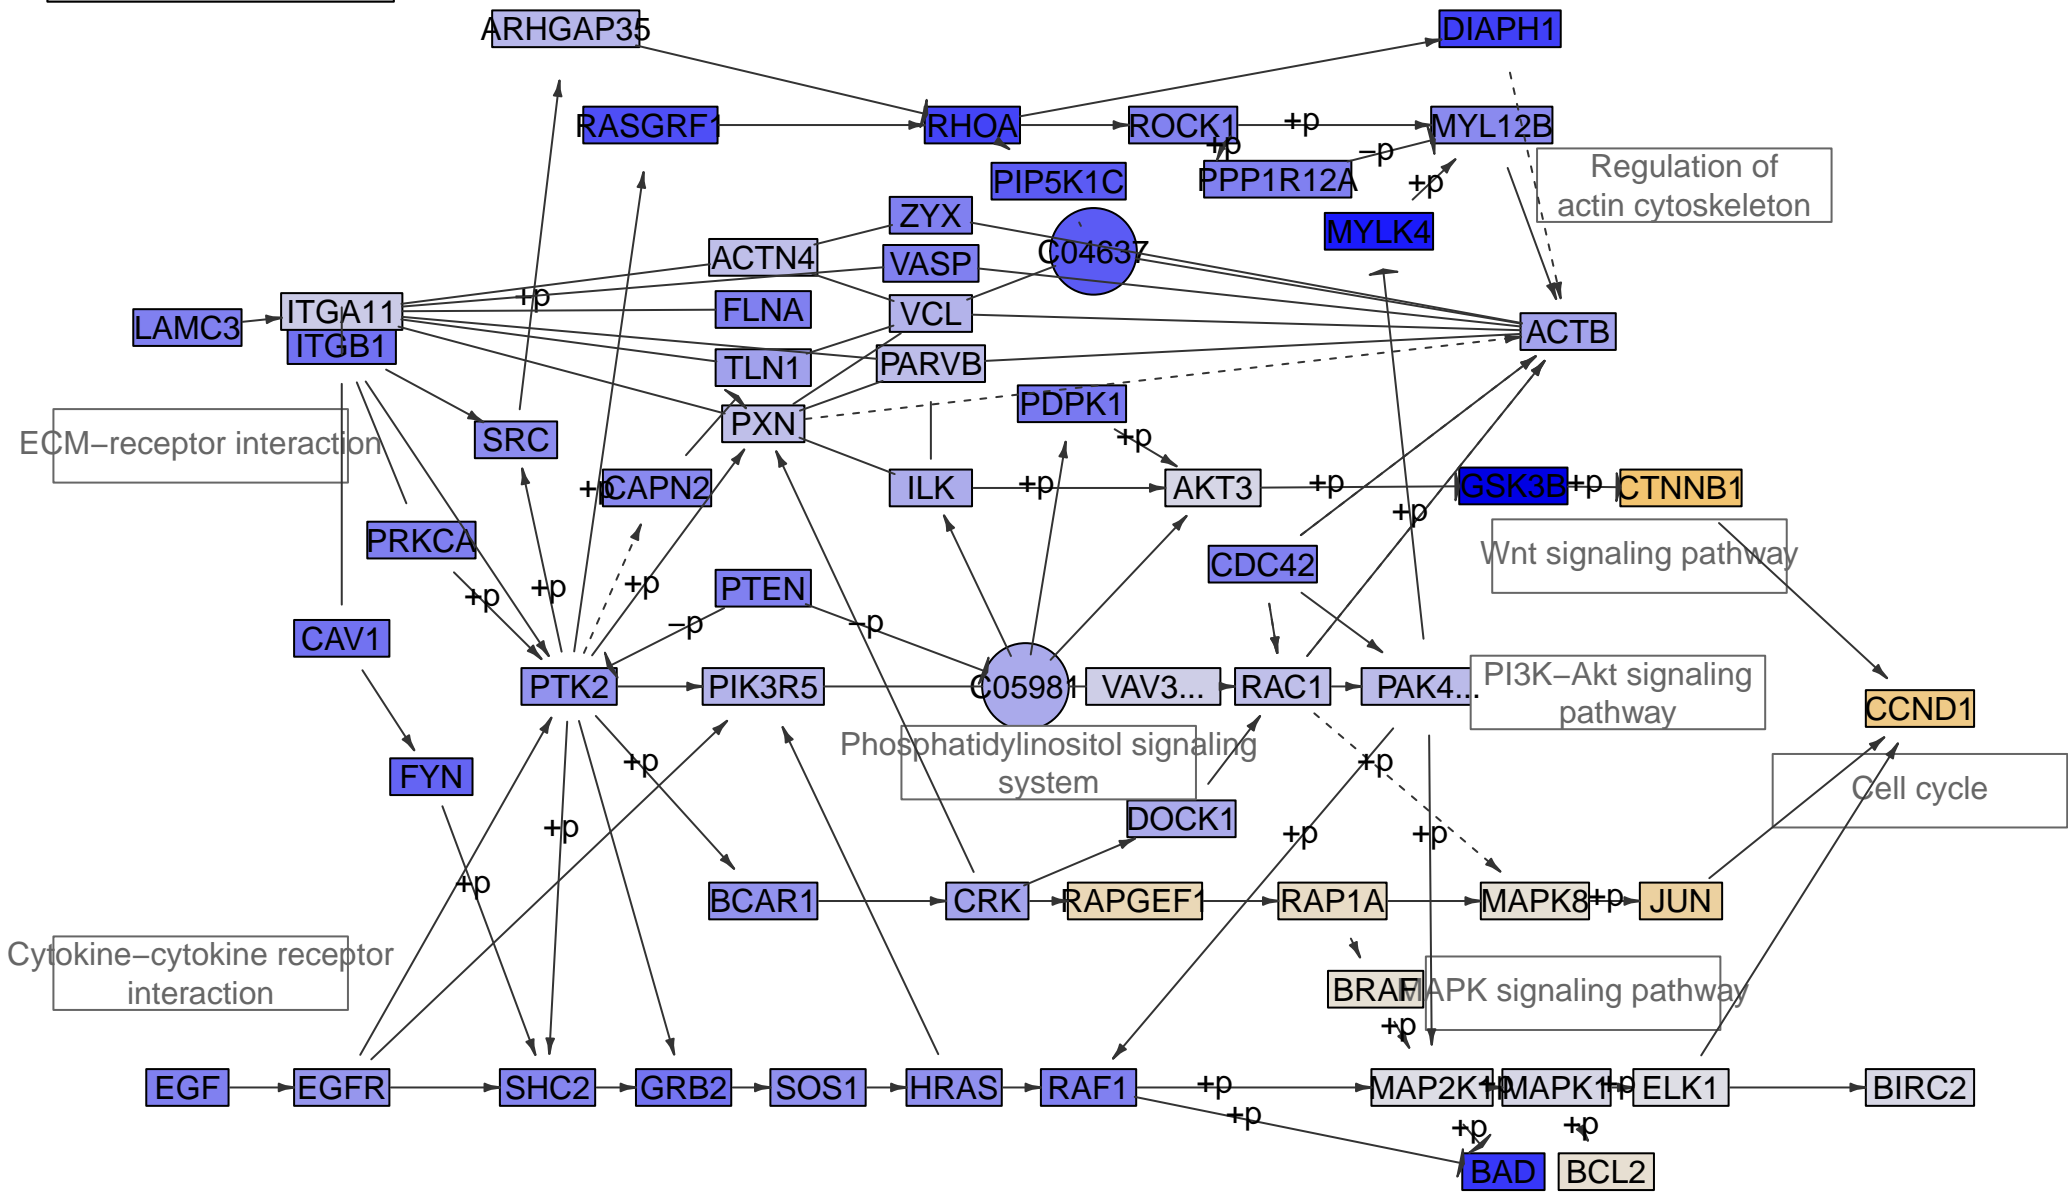 ARHGAP35
DIAPH1
RASGRF1
RHOA
ROCK1
+p
MYL12B
+p
−p
PIP5K1C
PPP1R12A
+p
Regulation of
actin cytoskeleton
ZYX
MYLK4
ACTN4
VASP
C04637
+p
LAMC3
ITGA11
FLNA
VCL
ACTB
ITGB1
TLN1
PARVB
PDPK1
PXN
+p
ECM−receptor interaction
SRC
+p
CAPN2
ILK
+p
AKT3
+p
GSK3B
+p
CTNNB1
+p
PRKCA
Wnt signaling pathway
CDC42
+p
+p
+p
PTEN
−p
−p
CAV1
PTK2
PIK3R5
C05981
VAV3...
RAC1
PAK4...
PI3K−Akt signaling
pathway
CCND1
Phosphatidylinositol signaling
system
+p
+p
FYN
Cell cycle
+p
DOCK1
+p
+p
+p
BCAR1
CRK
RAPGEF1
RAP1A
MAPK8
+p
JUN
Cytokine−cytokine receptor
interaction
BRAF
MAPK signaling pathway
+p
EGF
EGFR
SHC2
GRB2
SOS1
HRAS
RAF1
+p
MAP2K1
+p
MAPK1
+p
ELK1
BIRC2
+p
+p
+p
BAD
BCL2